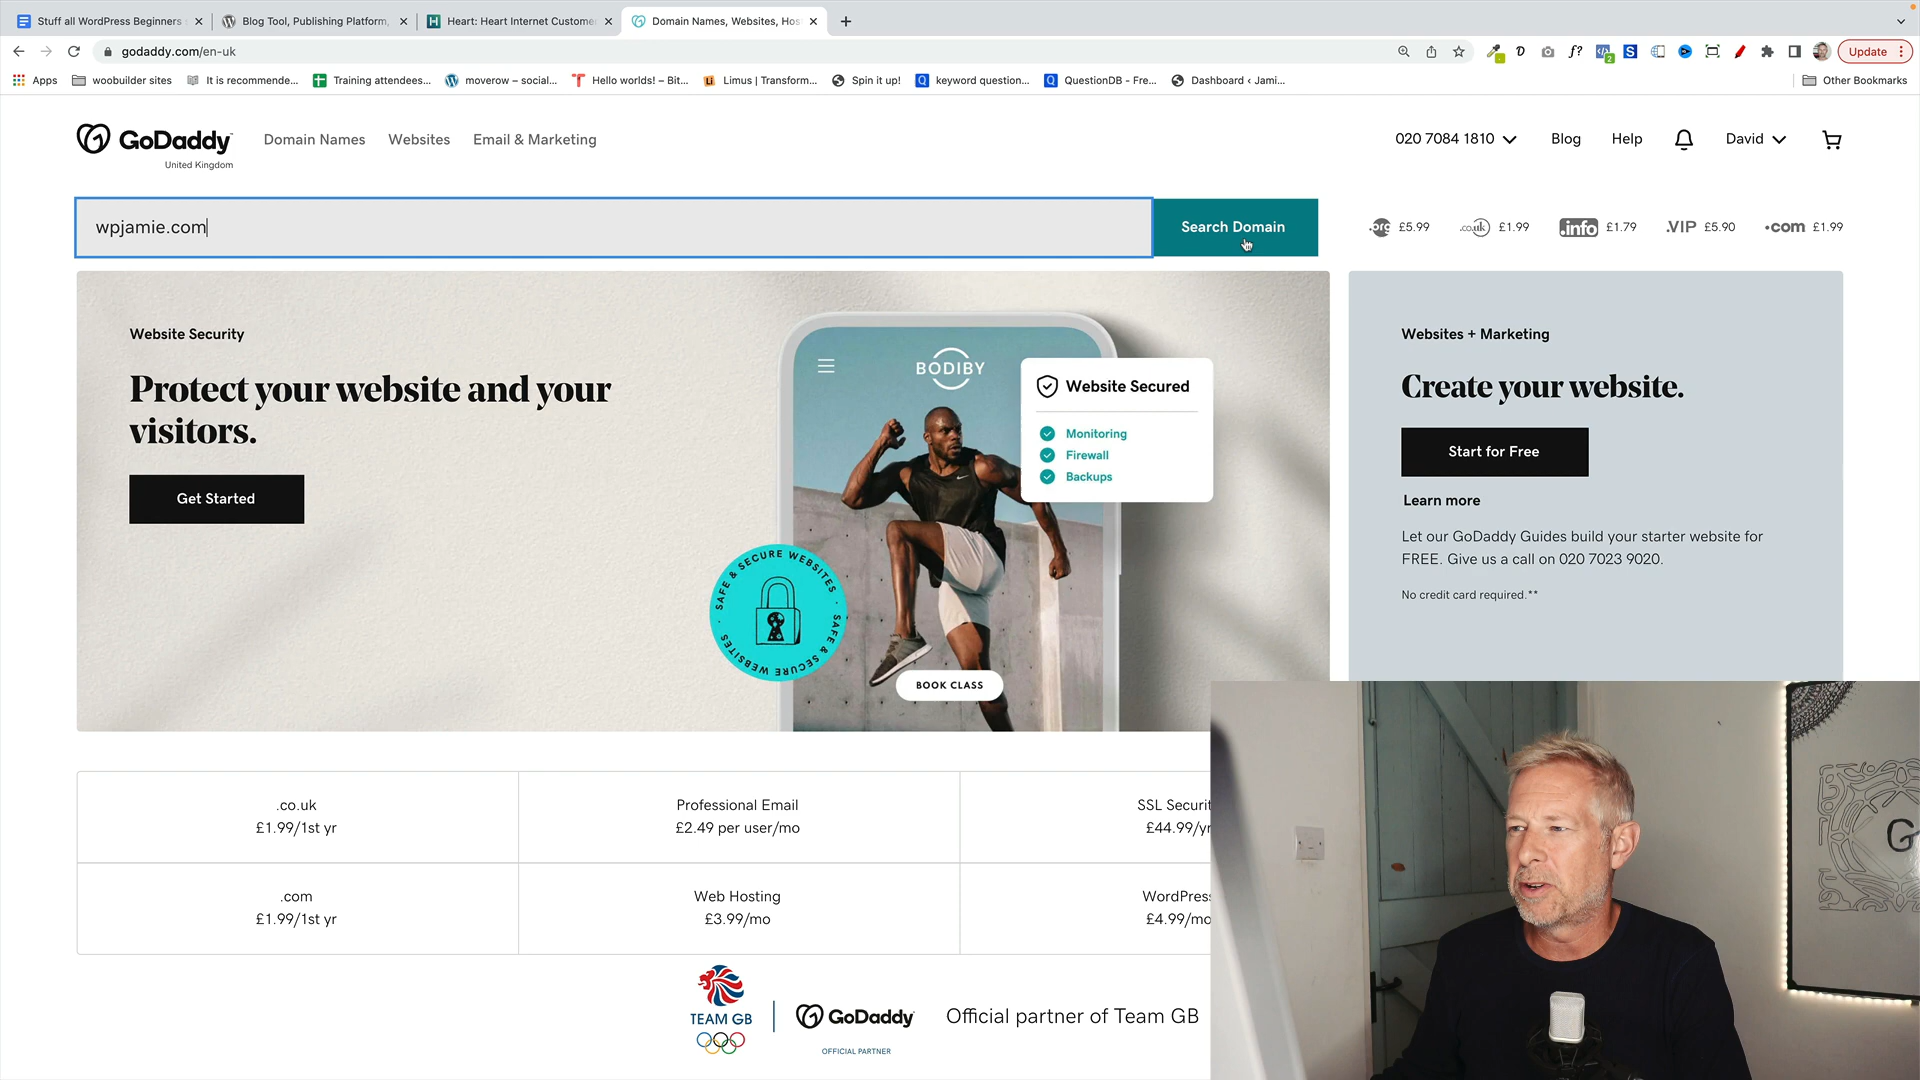 Stuff all WordPress Beginners
Blog Tool, Publishing Platform,
Heart: Heart Internet Custome
Domain Names, Websites, Hos
godaddy.com/en-uk
Update
Apps
woobuilder sites
It is recommende...
Training attendees...
moverow – social...
Hello worlds! – Bit...
Limus | Transform...
Spin it up!
keyword question...
QuestionDB - Fre...
Dashboard ‹ Jami...
Other Bookmarks
GoDaddy
United Kingdom
Domain Names
Websites
Email & Marketing
020 7084 1810
Blog
Help
David
wpjamie.com
Search Domain
.org £5.99
.co.uk £1.99
.info £1.79
.VIP £5.90
.com £1.99
Website Security
Protect your website and your
visitors.
Get Started
BODIBY
Website Secured
Monitoring
Firewall
Backups
SAFE & SECURE WEBSITES · SAFE & SECURE WEBSITES ·
BOOK CLASS
Websites + Marketing
Create your website.
Start for Free
Learn more
Let our GoDaddy Guides build your starter website for
FREE. Give us a call on 020 7023 9020.
No credit card required.**
.co.uk
£1.99/1st yr
Professional Email
£2.49 per user/mo
SSL Securit
£44.99/yr
.com
£1.99/1st yr
Web Hosting
£3.99/mo
WordPress
£4.99/mo
TEAM GB
GoDaddy
OFFICIAL PARTNER
Official partner of Team GB